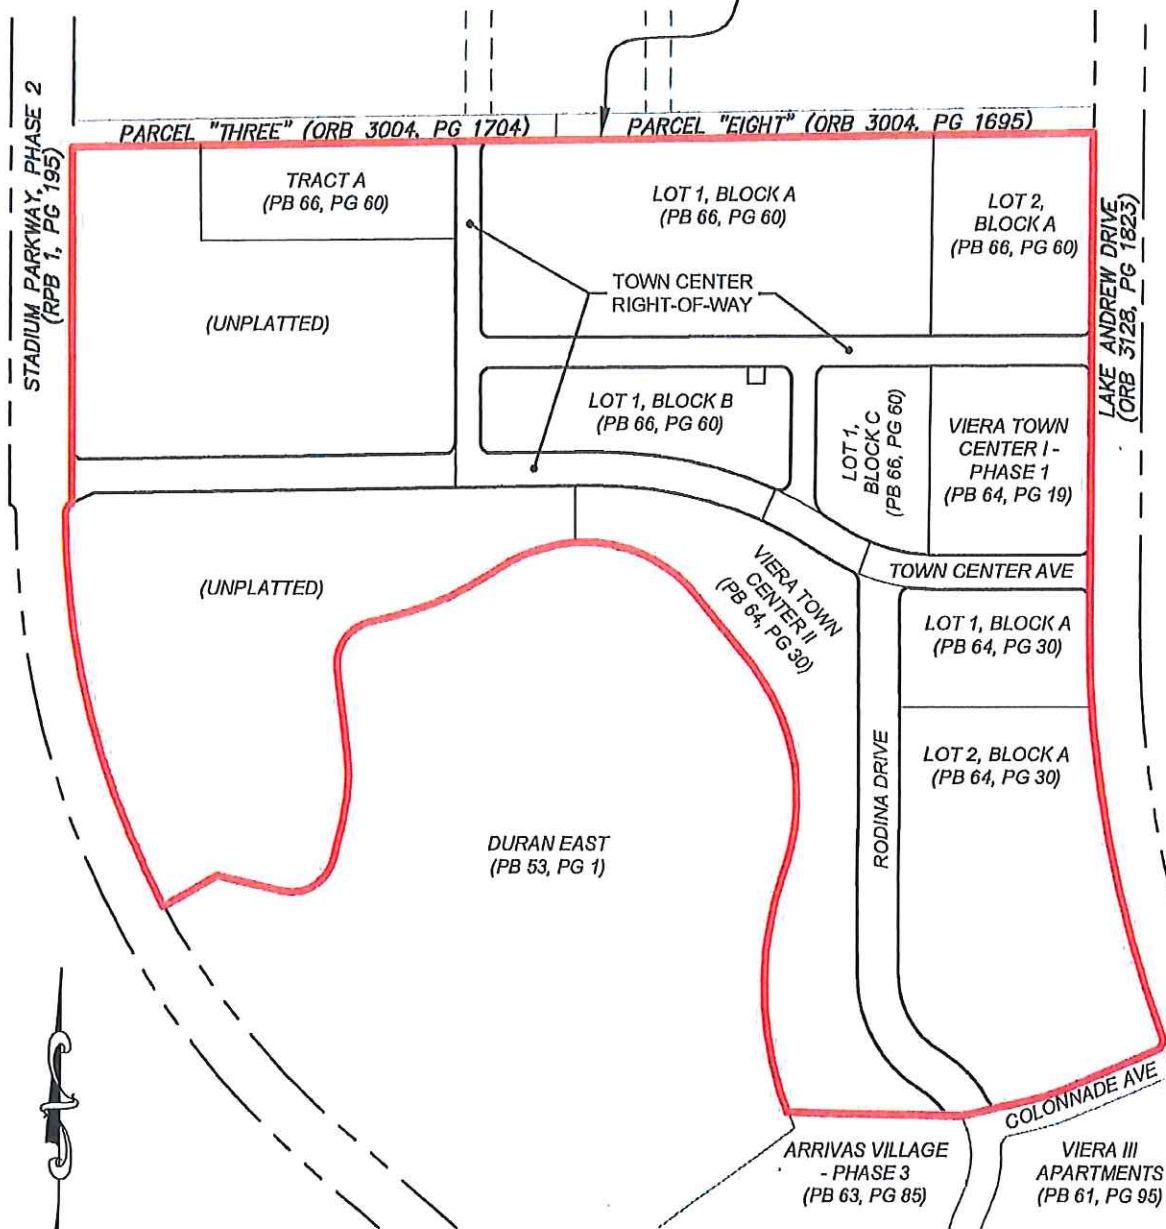 PARCEL "THREE" (ORB 3004, PG 1704)
PARCEL "EIGHT" (ORB 3004, PG 1695)
STADIUM PARKWAY, PHASE 2
(RPB 1, PG 195)
TRACT A
(PB 66, PG 60)
LOT 1, BLOCK A
(PB 66, PG 60)
LOT 2,
BLOCK A
(PB 66, PG 60)
LAKE ANDREW DRIVE
(ORB 3128, PG 1823)
TOWN CENTER
RIGHT-OF-WAY
(UNPLATTED)
LOT 1, BLOCK B
(PB 66, PG 60)
LOT 1,
BLOCK C
(PB 66, PG 60)
VIERA TOWN
CENTER I -
PHASE 1
(PB 64, PG 19)
(UNPLATTED)
VIERA TOWN
CENTER II
(PB 64, PG 30)
TOWN CENTER AVE
LOT 1, BLOCK A
(PB 64, PG 30)
RODINA DRIVE
LOT 2, BLOCK A
(PB 64, PG 30)
DURAN EAST
(PB 53, PG 1)
COLONNADE AVE
ARRIVAS VILLAGE
- PHASE 3
(PB 63, PG 85)
VIERA III
APARTMENTS
(PB 61, PG 95)